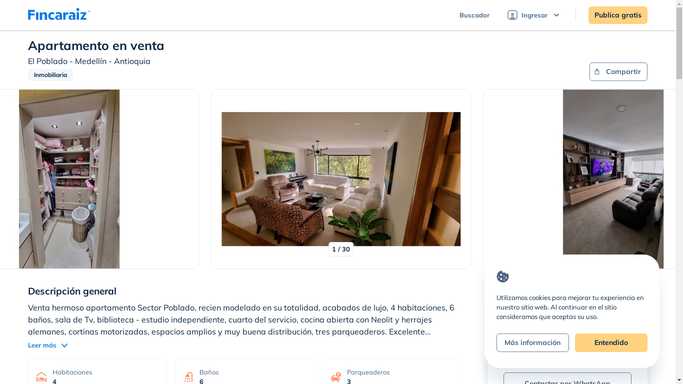 Fincaraiz
Buscador
Ingresar
Publica gratis
Apartamento en venta
El Poblado - Medellín - Antioquia
Inmobiliaria
Compartir
1 / 30
Descripción general
Venta hermoso apartamento Sector Poblado, recien modelado en su totalidad, acabados de lujo, 4 habitaciones, 6
baños, sala de Tv, biblioteca - estudio independiente, cuarto del servicio, cocina abierta con Neolit y herrajes
alemanes, cortinas motorizadas, espacios amplios y muy buena distribución, tres parqueaderos. Excelente...
Leer más
Habitaciones
4
Baños
6
Parqueaderos
3
Utilizamos cookies para mejorar tu experiencia en
nuestro sitio web. Al continuar en el sitio
consideramos que aceptas su uso.
Más información
Entendido
Contactar por WhatsApp